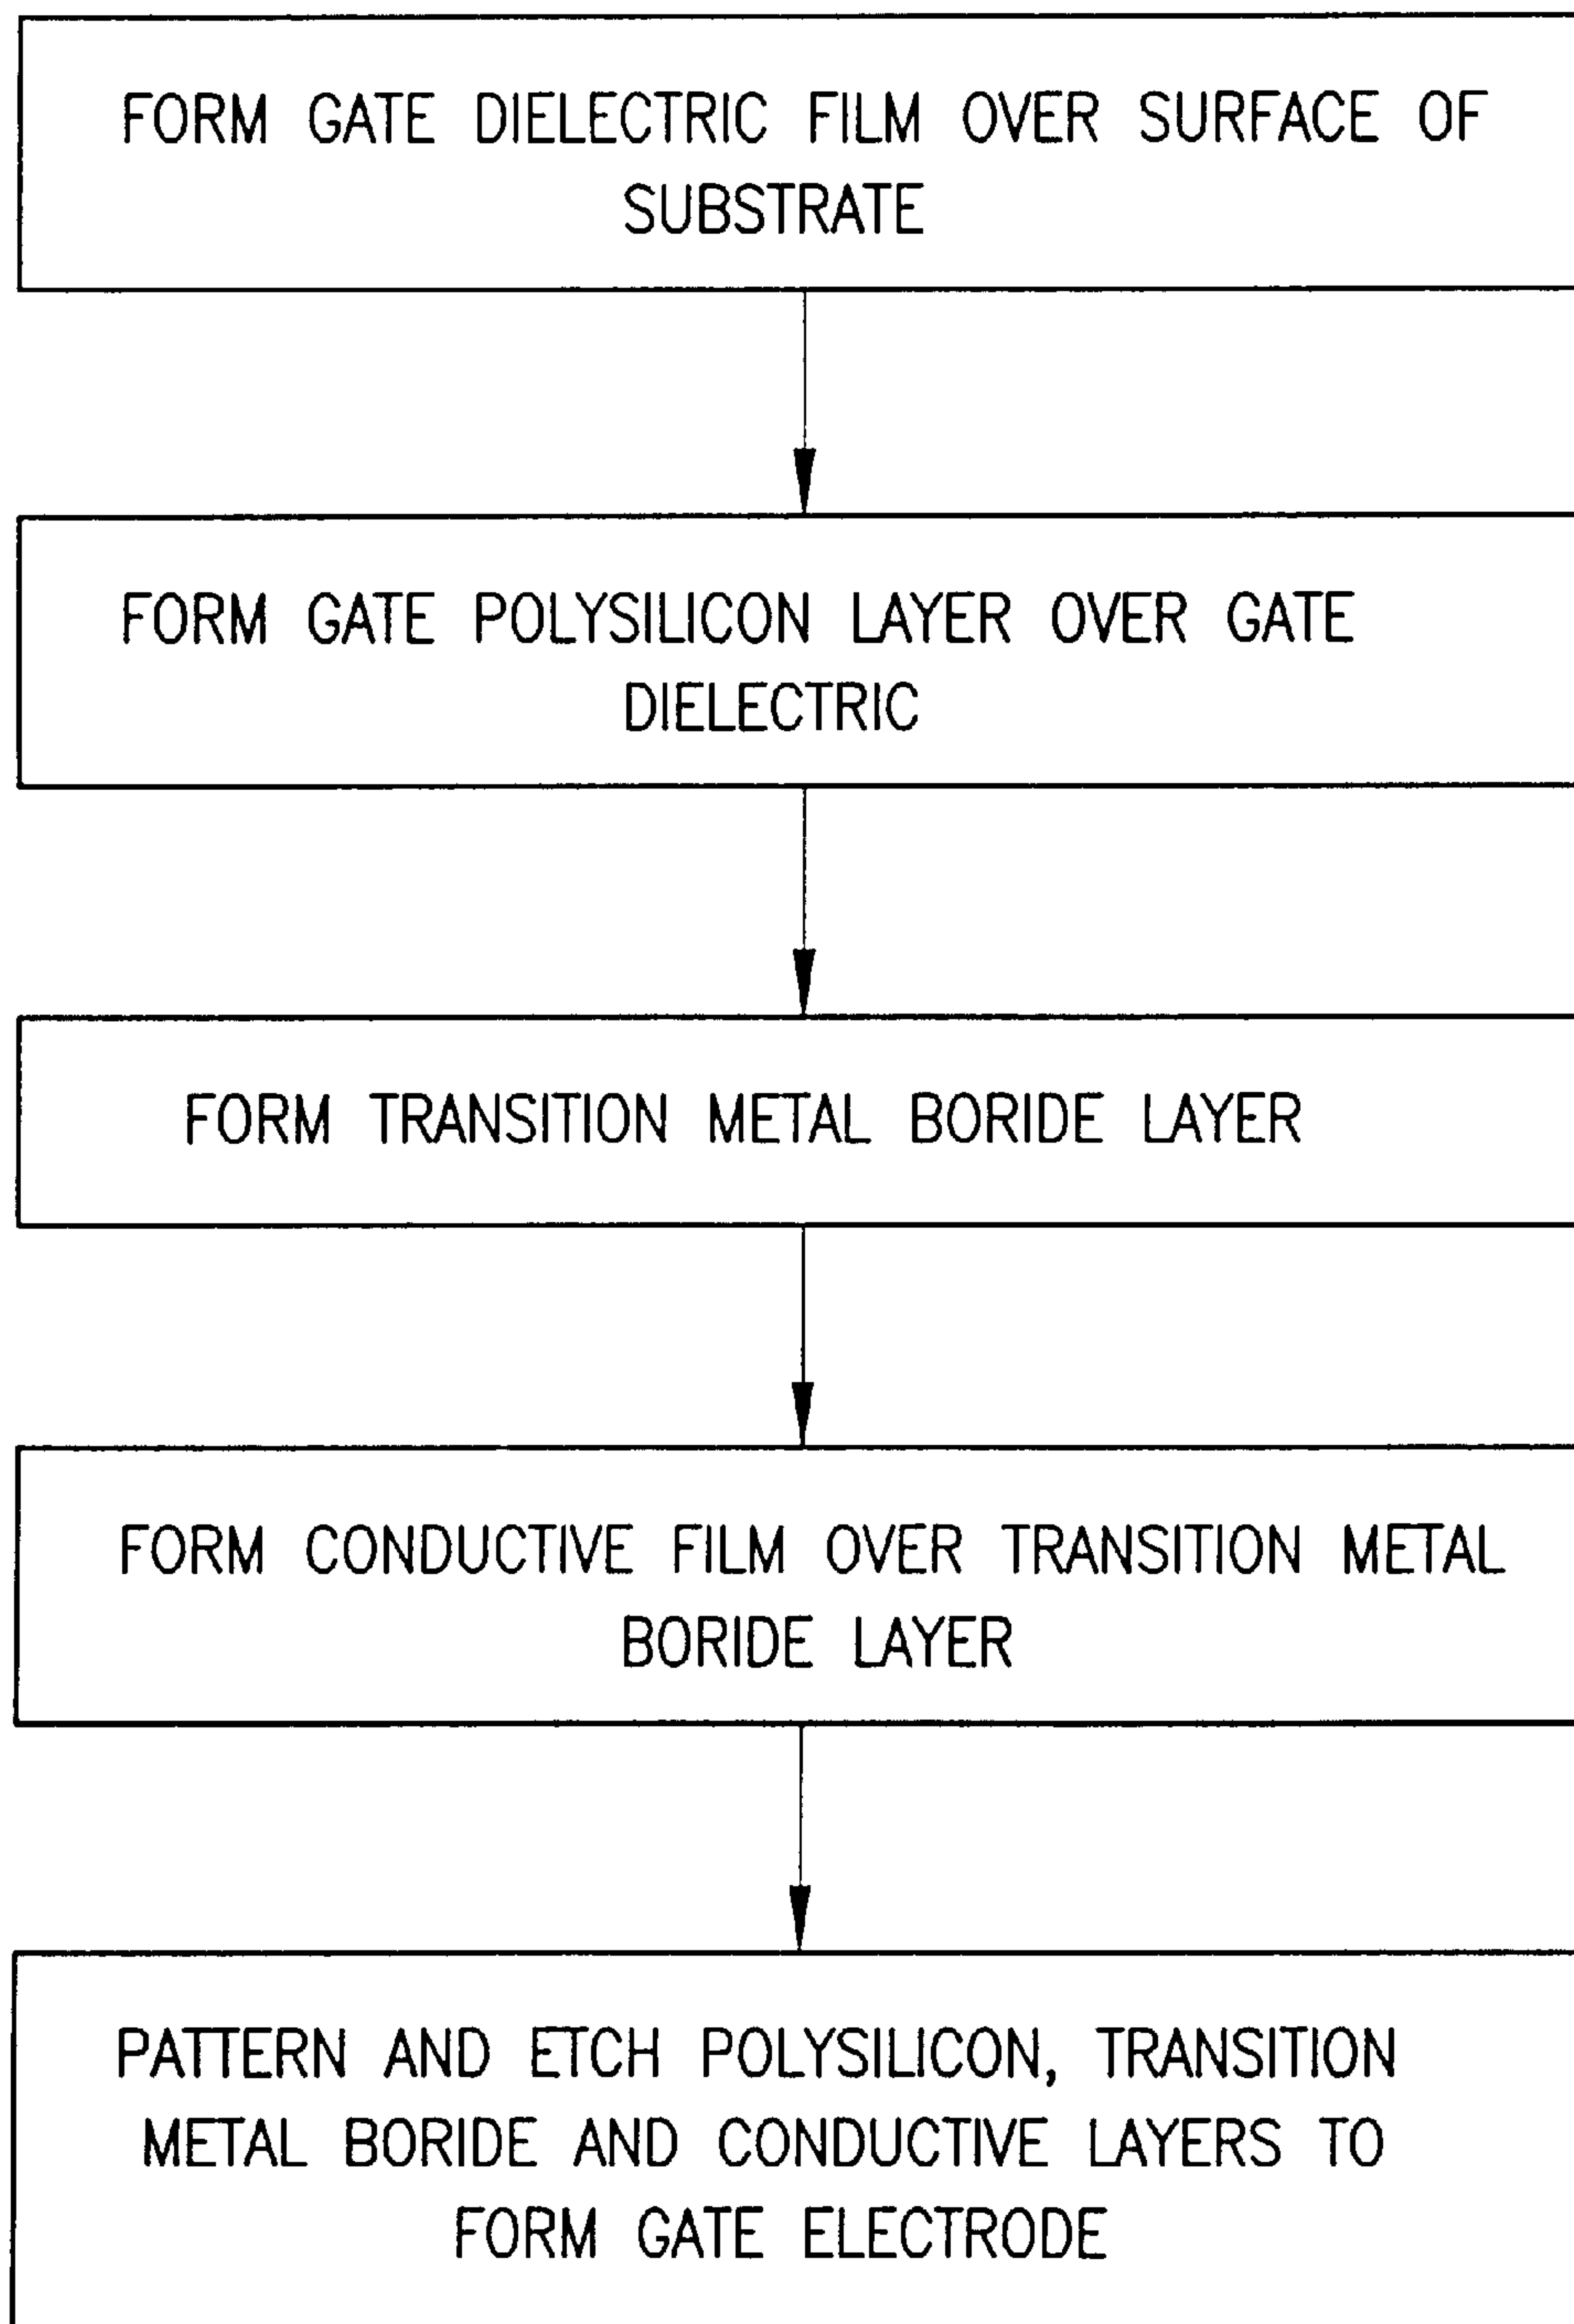 FORM GATE DIELECTRIC FILM OVER SURFACE OF
SUBSTRATE
FORM GATE POLYSILICON LAYER OVER GATE
DIELECTRIC
FORM TRANSITION METAL BORIDE LAYER
FORM CONDUCTIVE FILM OVER TRANSITION METAL
BORIDE LAYER
PATTERN AND ETCH POLYSILICON, TRANSITION
METAL BORIDE AND CONDUCTIVE LAYERS TO
FORM GATE ELECTRODE